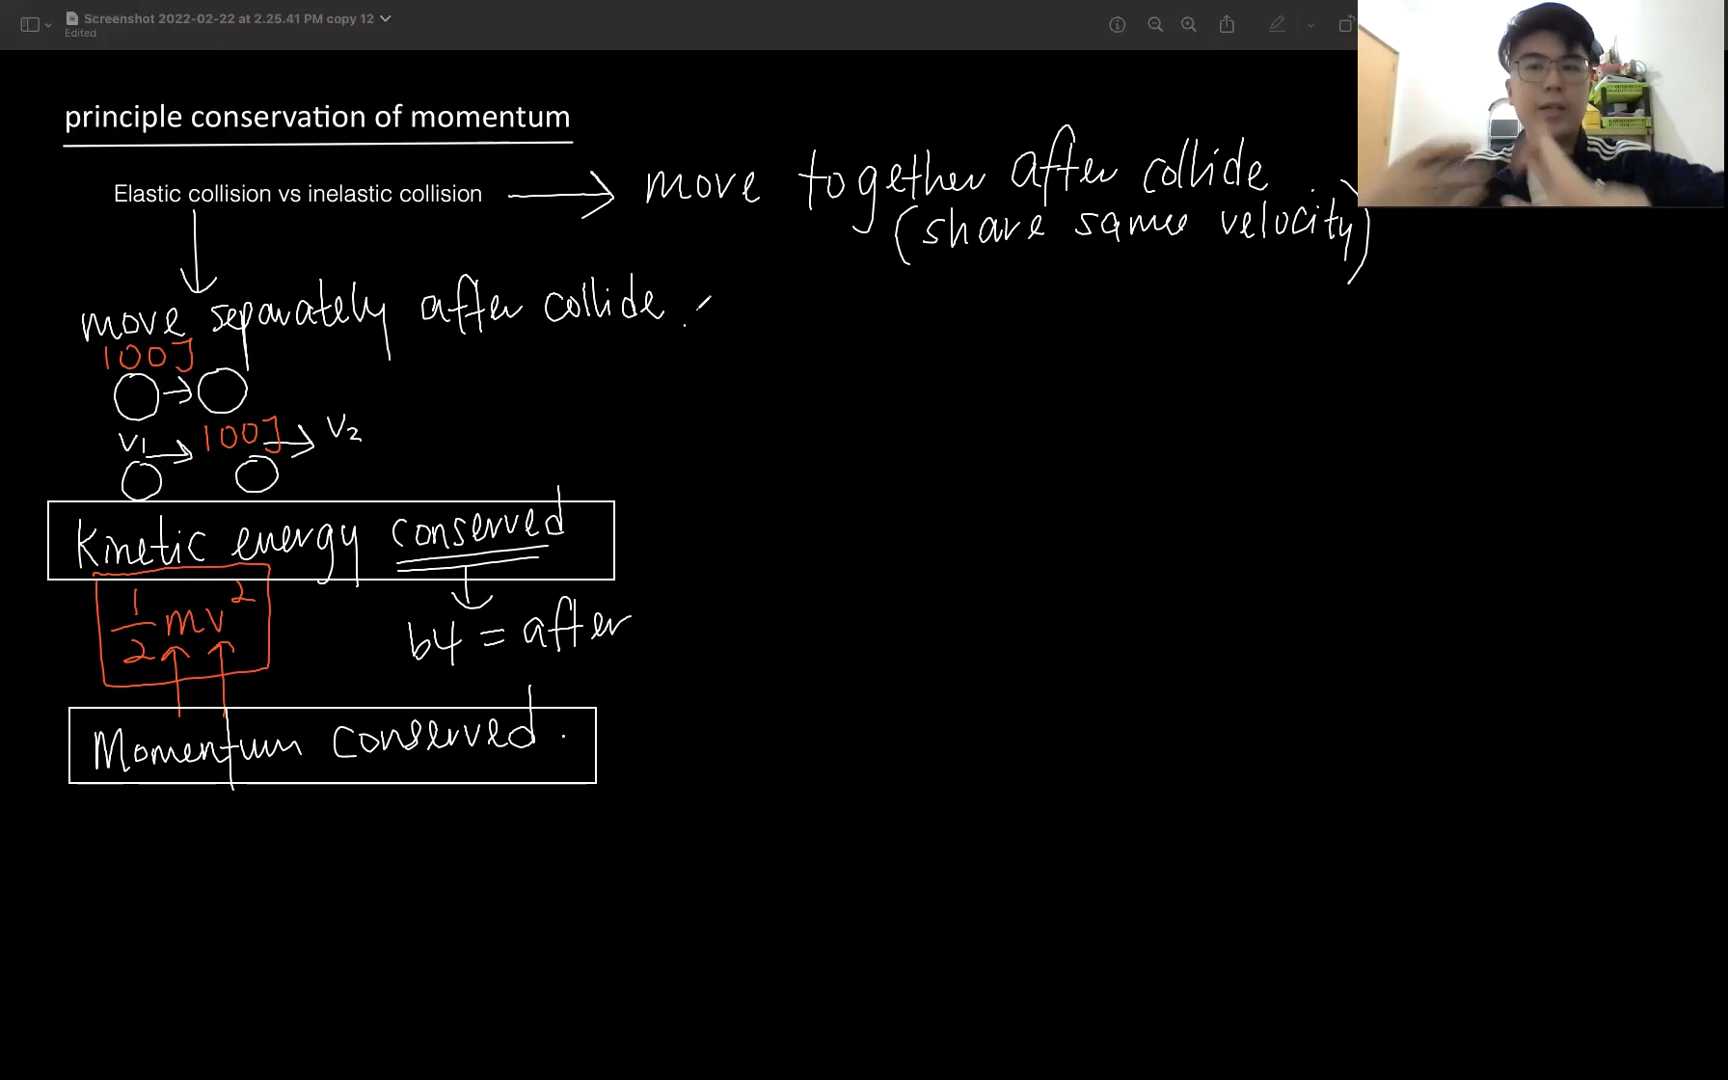 Screenshot 2022-02-22 at 2.25.41 PM copy 12
Edited
principle conservation of momentum
Elastic collision vs inelastic collision
move together after collide
(share same velocity)
move separately after collide.
100J
V1
100J
V2
Kinetic energy conserved
1/2 mv²
b4 = after
Momentum conserved.